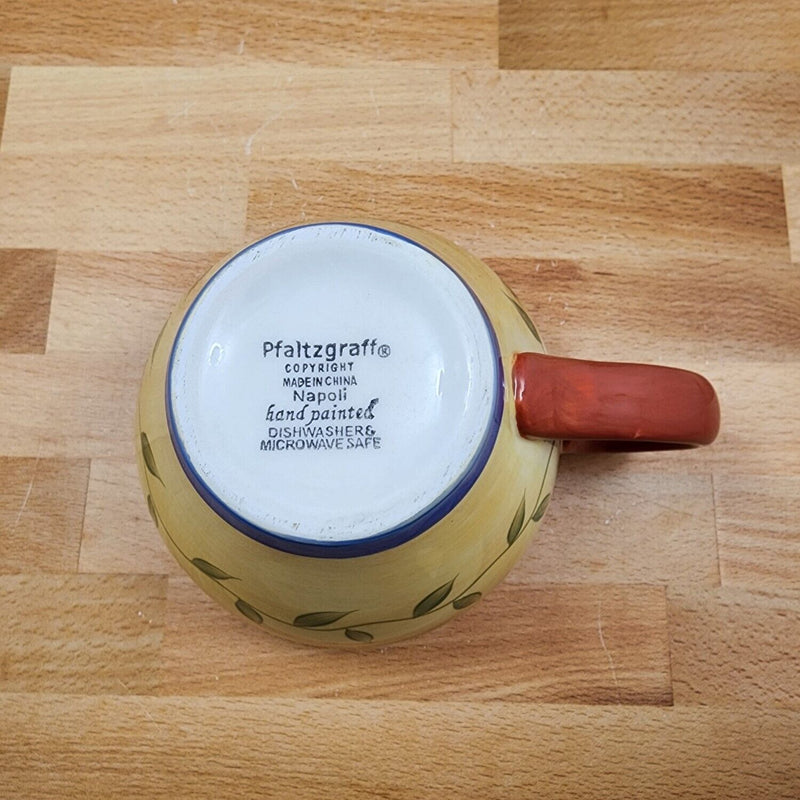 Pfaltzgraff®
COPYRIGHT
MADE IN CHINA
Napoli
hand painted
DISHWASHER&
MICROWAVE SAFE